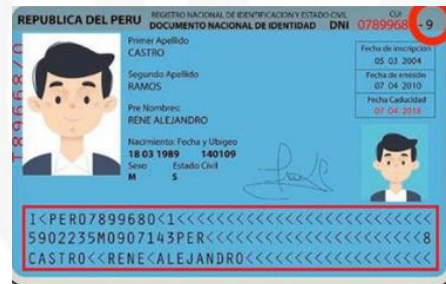 REPUBLICA DEL PERU
REGISTRO NACIONAL DE IDENTIFICACION Y ESTADO CIVIL
DOCUMENTO NACIONAL DE IDENTIDAD DNI
CUI
0789968 - 9
Primer Apellido
CASTRO
Segundo Apellido
RAMOS
Pre Nombres:
RENE ALEJANDRO
Nacimiento: Fecha y Ubigeo
18 03 1989 140109
Sexo Estado Civil
M S
Fecha de inscripcion
05 03 2004
Fecha de emisión
07 04 2010
Fecha Caducidad
07 04 2018
I<PER07899680<1<<<<<<<<<<<<<<<<<<<<<<<<<
5902235M0907143PER<<<<<<<<<<<<<<<<<<<<8
CASTRO<<RENE<ALEJANDRO<<<<<<<<<<<<<<<<<